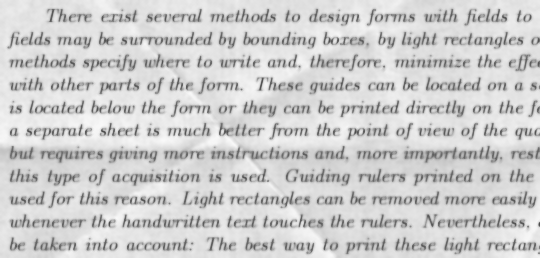 There exist several methods to design forms with fields to
fields may be surrounded by bounding boxes, by light rectangles o
methods specify where to write and, therefore, minimize the effe
with other parts of the form. These guides can be located on a s
is located below the form or they can be printed directly on the fo
a separate sheet is much better from the point of view of the qua
but requires giving more instructions and, more importantly, rest
this type of acquisition is used. Guiding rulers printed on the
used for this reason. Light rectangles can be removed more easily
whenever the handwritten text touches the rulers. Nevertheless,
be taken into account: The best way to print these light rectang